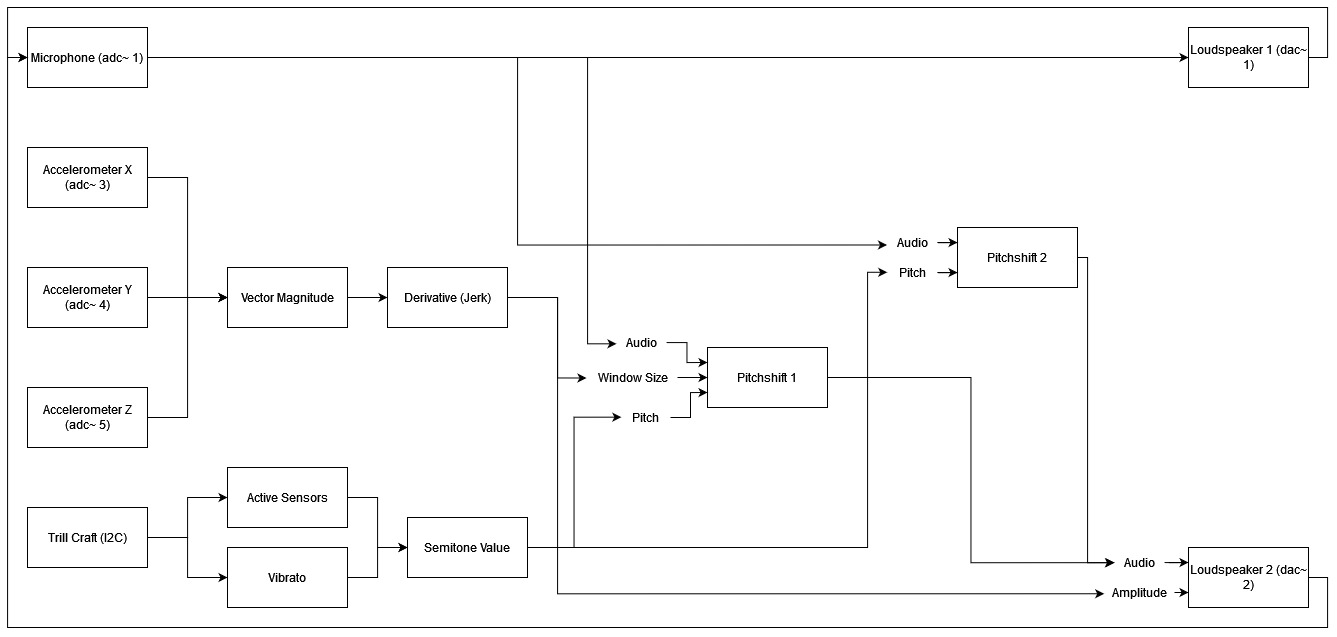 Microphone (adc~ 1)
Loudspeaker 1 (dac~
1)
Accelerometer X
(adc~ 3)
Audio
Pitchshift 2
Pitch
Accelerometer Y
(adc~ 4)
Vector Magnitude
Derivative (Jerk)
Audio
Window Size
Pitchshift 1
Pitch
Accelerometer Z
(adc~ 5)
Active Sensors
Trill Craft (I2C)
Semitone Value
Vibrato
Audio
Loudspeaker 2 (dac~
2)
Amplitude